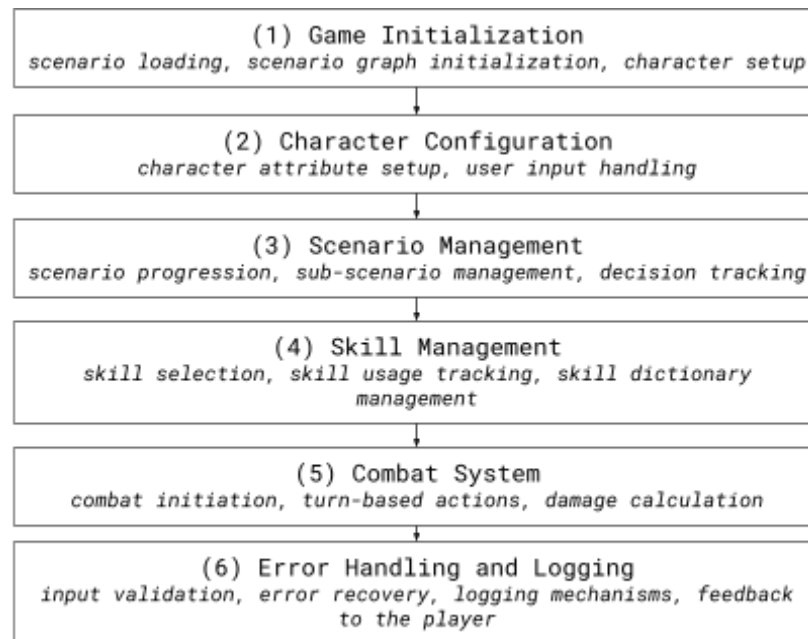 (1) Game Initialization
scenario loading, scenario graph initialization, character setup
(2) Character Configuration
character attribute setup, user input handling
(3) Scenario Management
scenario progression, sub-scenario management, decision tracking
(4) Skill Management
skill selection, skill usage tracking, skill dictionary
management
(5) Combat System
combat initiation, turn-based actions, damage calculation
(6) Error Handling and Logging
input validation, error recovery, logging mechanisms, feedback
to the player